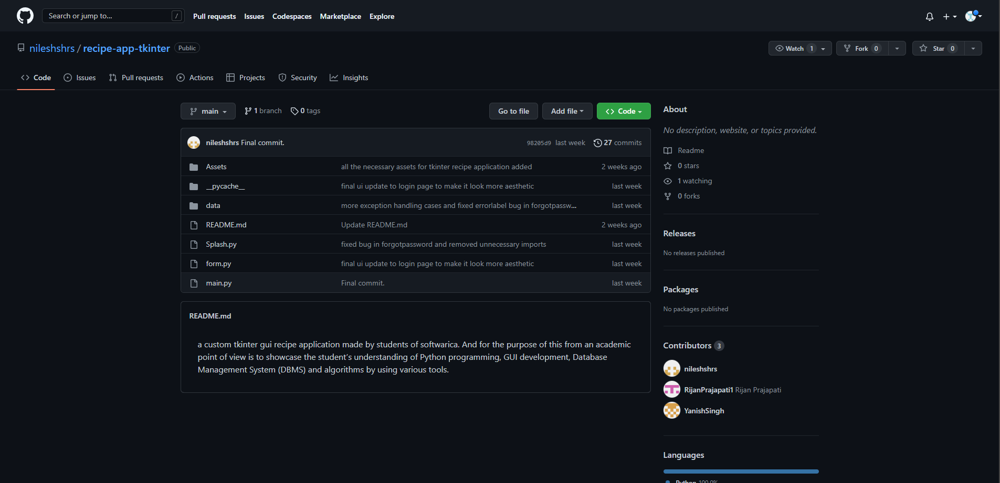 Search or jump to... /
Pull requests Issues Codespaces Marketplace Explore
nileshshrs / recipe-app-tkinter Public
Watch 1 Fork 0 Star 0
Code Issues Pull requests Actions Projects Security Insights
main 1 branch 0 tags
Go to file Add file Code
nileshshrs Final commit. 98205d9 last week 27 commits
Assets all the necessary assets for tkinter recipe application added 2 weeks ago
__pycache__ final ui update to login page to make it look more aesthetic last week
data more exception handling cases and fixed errorlabel bug in forgotpassw... last week
README.md Update README.md 2 weeks ago
Splash.py fixed bug in forgotpassword and removed unnecessary imports last week
form.py final ui update to login page to make it look more aesthetic last week
main.py Final commit. last week
README.md
a custom tkinter gui recipe application made by students of softwarica. And for the purpose of this from an academic
point of view is to showcase the student's understanding of Python programming, GUI development, Database
Management System (DBMS) and algorithms by using various tools.
About
No description, website, or topics provided.
Readme
0 stars
1 watching
0 forks
Releases
No releases published
Packages
No packages published
Contributors 3
nileshshrs
RijanPrajapati1 Rijan Prajapati
YanishSingh
Languages
Python 100.0%